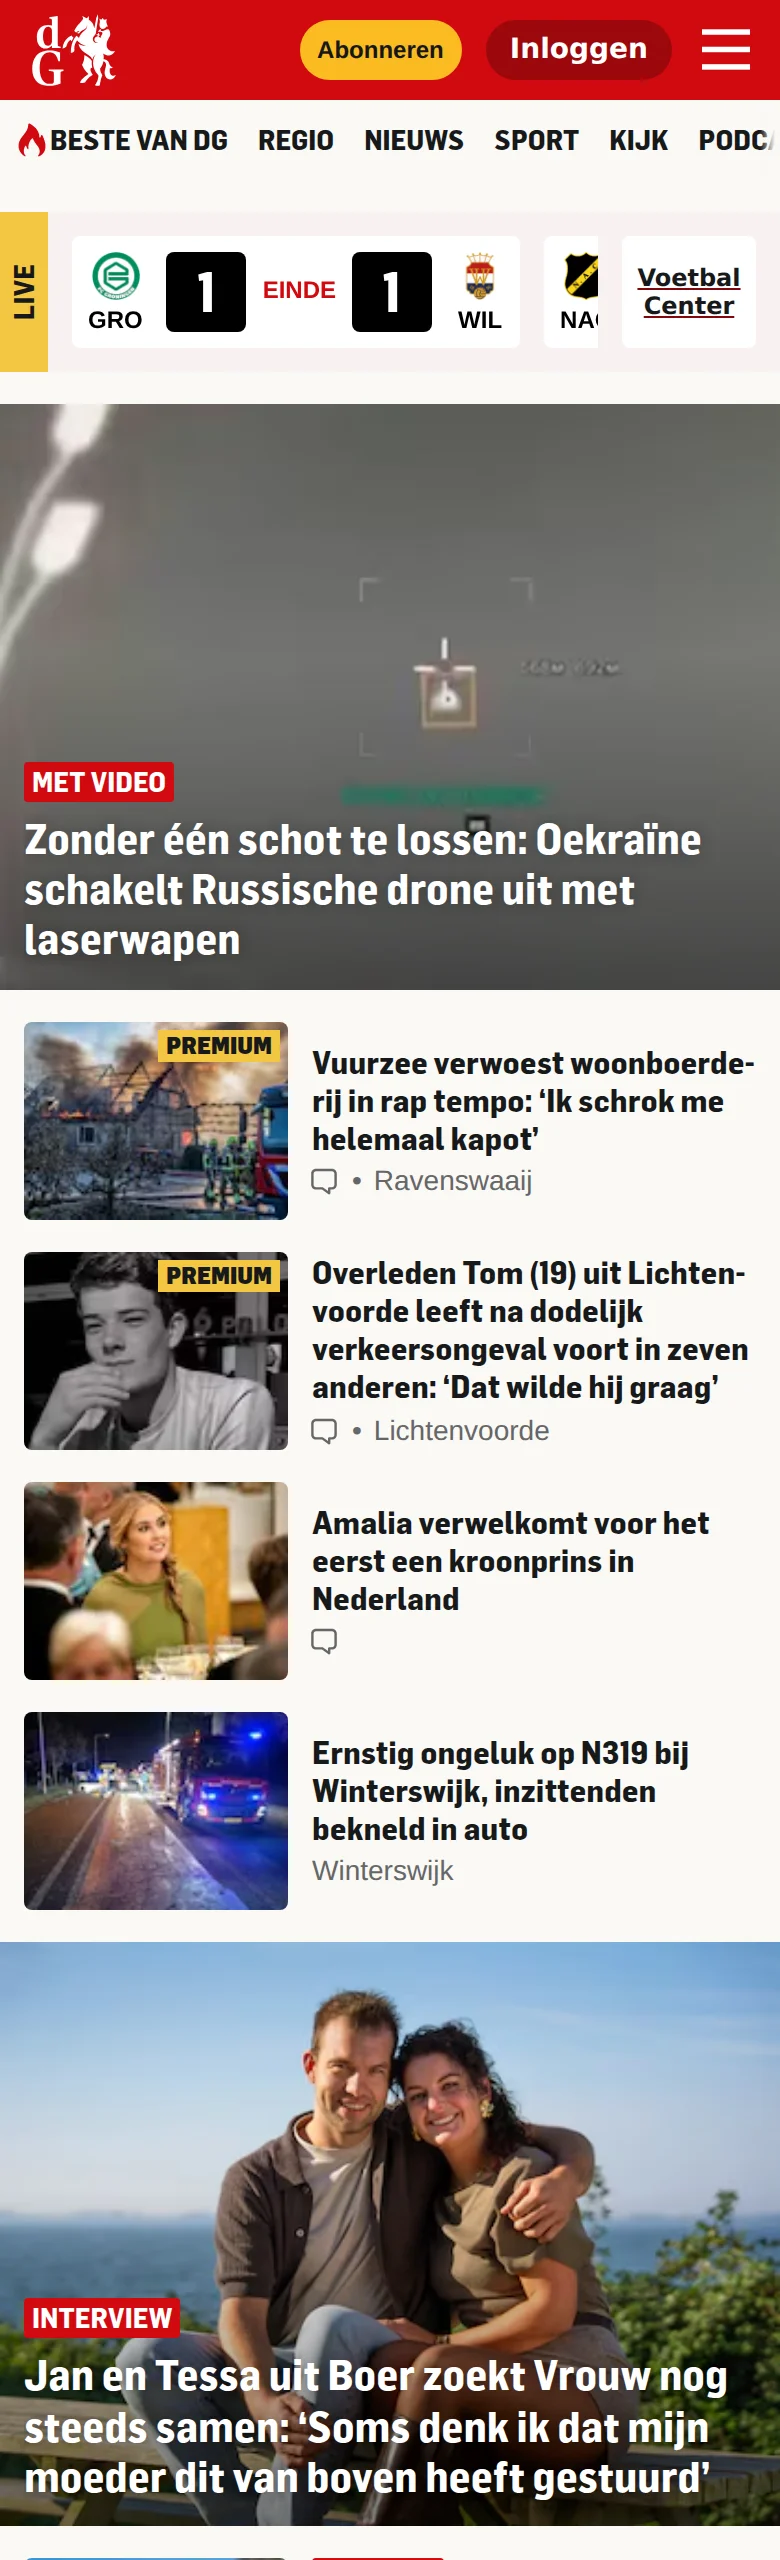 dG
Abonneren
Inloggen
BESTE VAN DG
REGIO
NIEUWS
SPORT
KIJK
PODCA
LIVE
GRO
1
EINDE
1
WIL
NAC
Voetbal
Center
MET VIDEO
Zonder één schot te lossen: Oekraïne
schakelt Russische drone uit met
laserwapen
PREMIUM
Vuurzee verwoest woonboerde-
rij in rap tempo: ‘Ik schrok me
helemaal kapot’
• Ravenswaaij
PREMIUM
Overleden Tom (19) uit Lichten-
voorde leeft na dodelijk
verkeersongeval voort in zeven
anderen: ‘Dat wilde hij graag’
• Lichtenvoorde
Amalia verwelkomt voor het
eerst een kroonprins in
Nederland
Ernstig ongeluk op N319 bij
Winterswijk, inzittenden
bekneld in auto
Winterswijk
INTERVIEW
Jan en Tessa uit Boer zoekt Vrouw nog
steeds samen: ‘Soms denk ik dat mijn
moeder dit van boven heeft gestuurd’